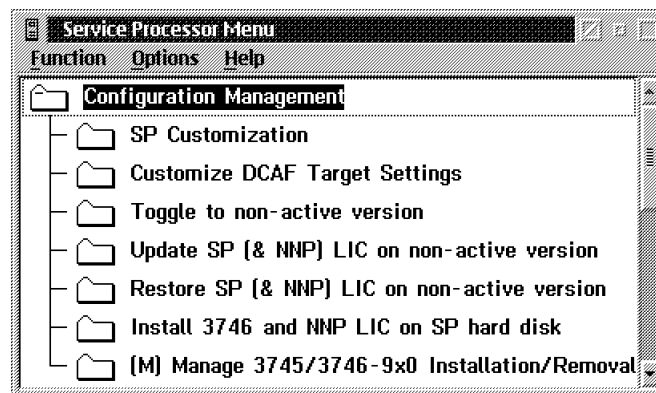 Service Processor Menu
Function Options Help
Configuration Management
SP Customization
Customize DCAF Target Settings
Toggle to non-active version
Update SP (& NNP) LIC on non-active version
Restore SP (& NNP) LIC on non-active version
Install 3746 and NNP LIC on SP hard disk
(M) Manage 3745/3746-9x0 Installation/Removal